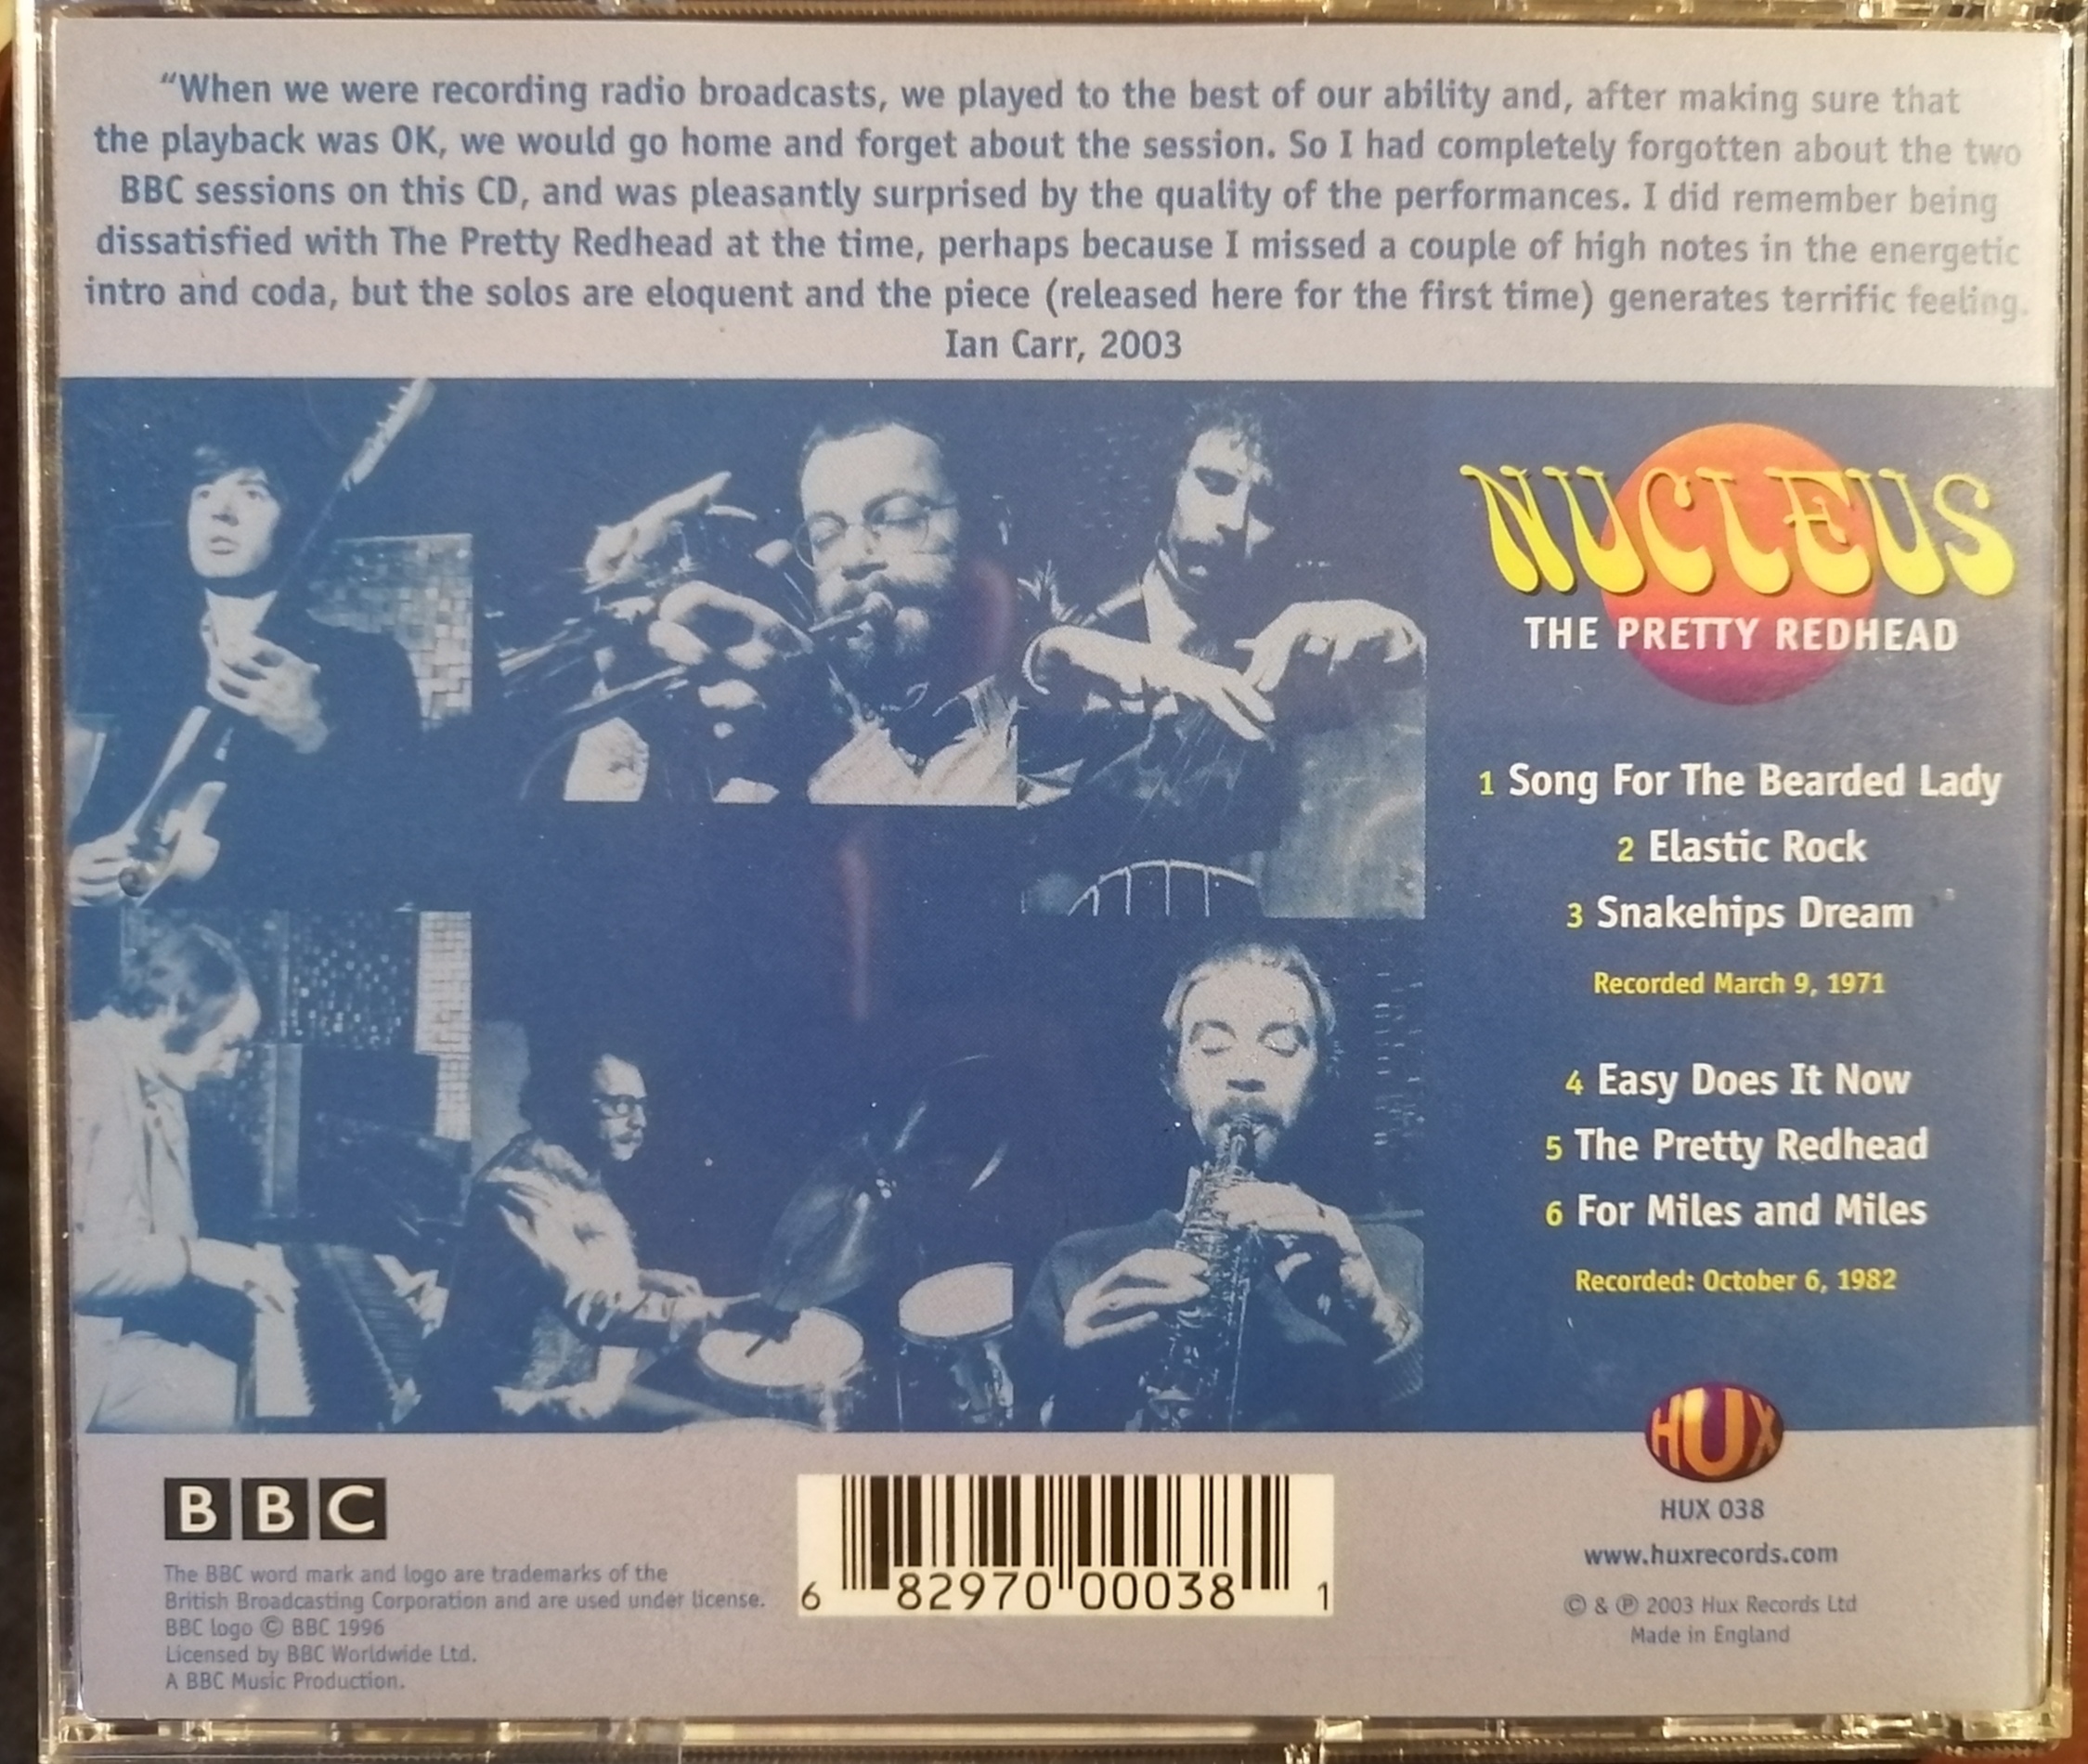 “When we were recording radio broadcasts, we played to the best of our ability and, after making sure that
the playback was OK, we would go home and forget about the session. So I had completely forgotten about the two
BBC sessions on this CD, and was pleasantly surprised by the quality of the performances. I did remember being
dissatisfied with The Pretty Redhead at the time, perhaps because I missed a couple of high notes in the energetic
intro and coda, but the solos are eloquent and the piece (released here for the first time) generates terrific feeling.
Ian Carr, 2003
NUCLEUS
THE PRETTY REDHEAD
1 Song For The Bearded Lady
2 Elastic Rock
3 Snakehips Dream
Recorded March 9, 1971
4 Easy Does It Now
5 The Pretty Redhead
6 For Miles and Miles
Recorded: October 6, 1982
BBC
The BBC word mark and logo are trademarks of the
British Broadcasting Corporation and are used under license.
BBC logo © BBC 1996
Licensed by BBC Worldwide Ltd.
A BBC Music Production.
6 82970 00038 1
HUX
HUX 038
www.huxrecords.com
© & ℗ 2003 Hux Records Ltd
Made in England